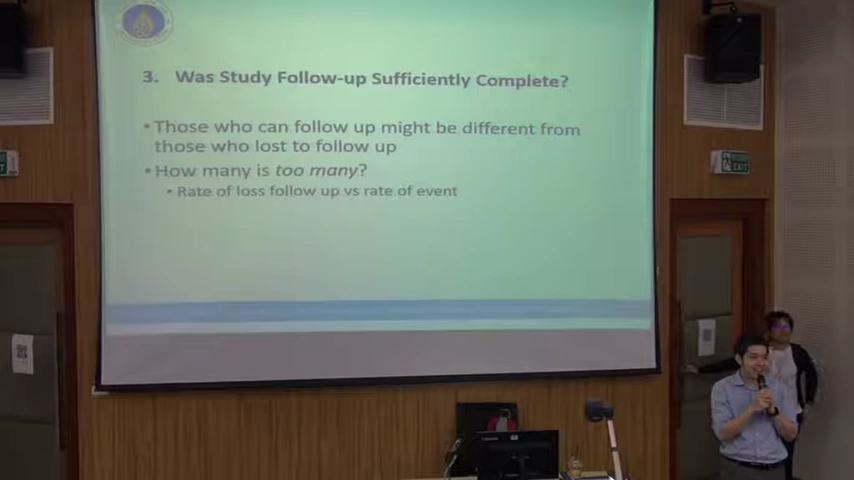 3. Was Study Follow-up Sufficiently Complete?
• Those who can follow up might be different from
those who lost to follow up
• How many is too many?
• Rate of loss follow up vs rate of event
EXIT